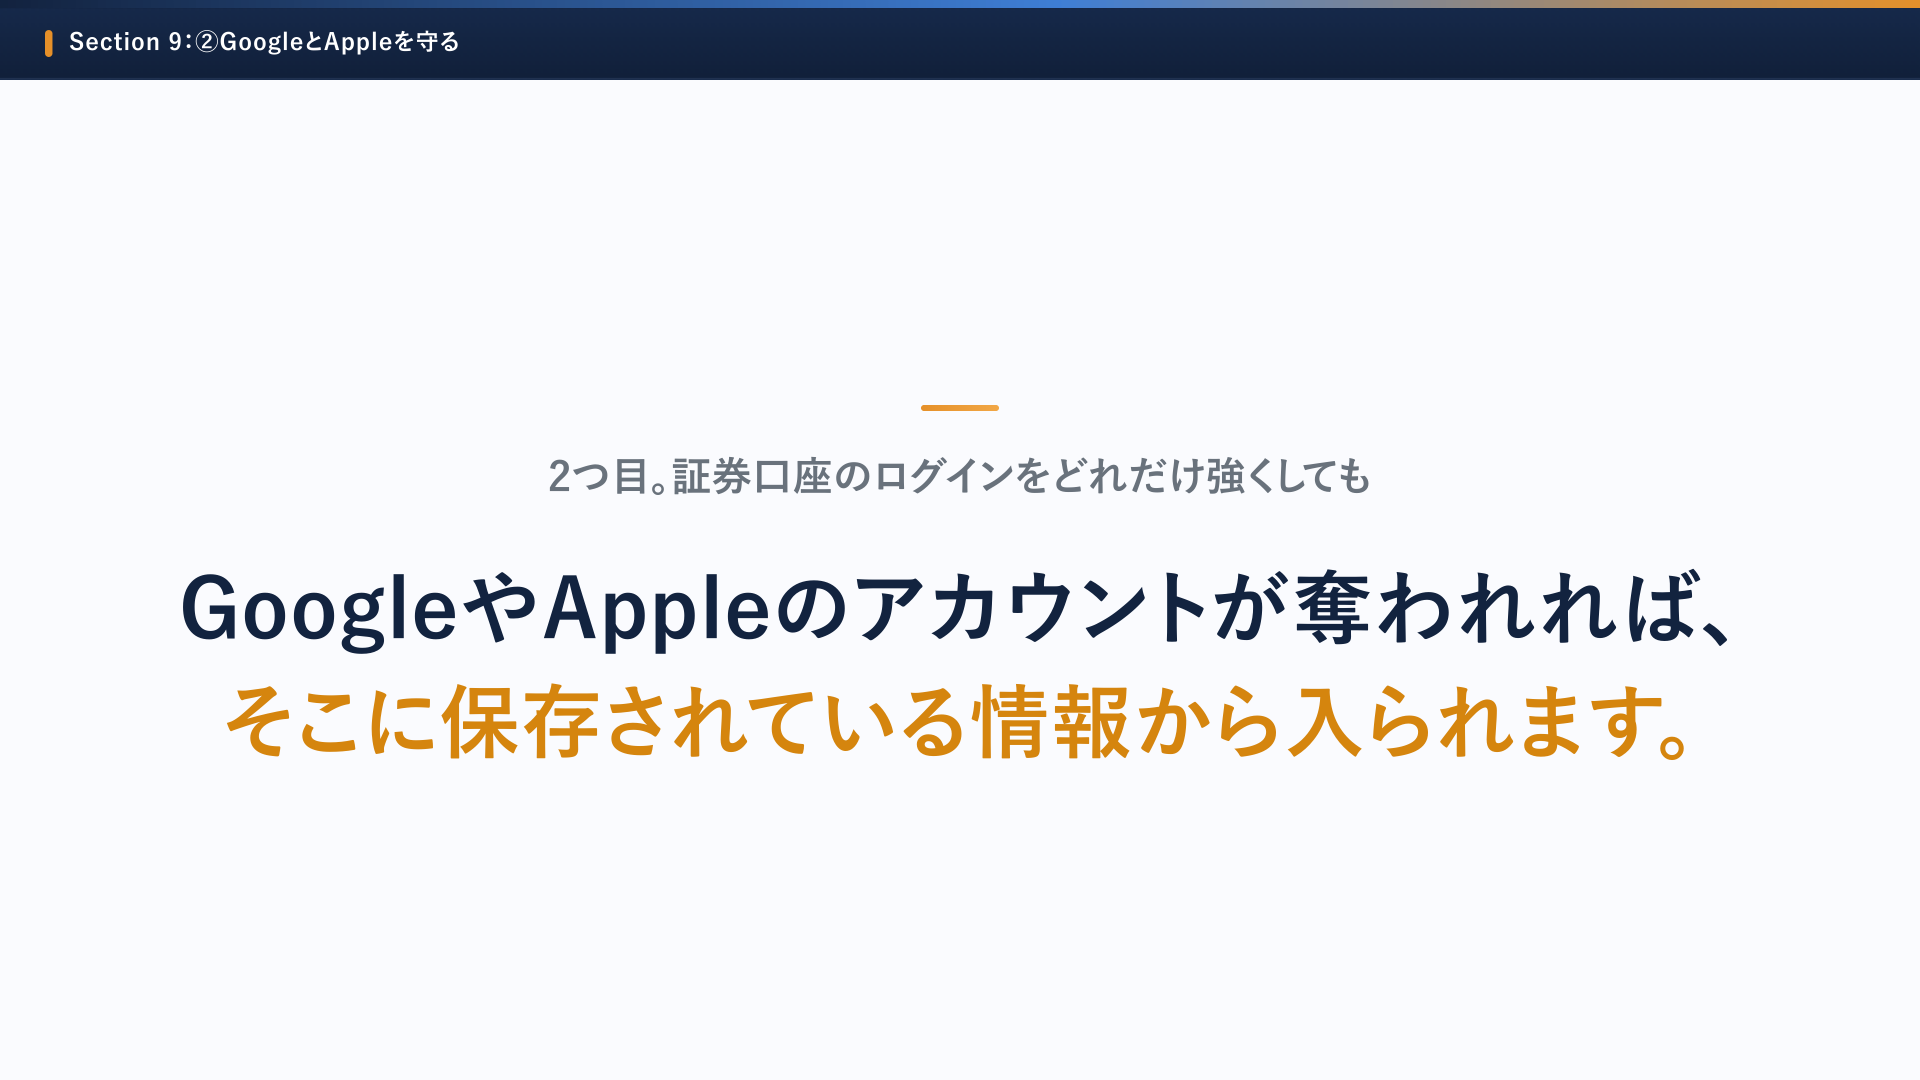 Section 9:②GoogleとAppleを守る
2つ目。証券口座のログインをどれだけ強くしても
GoogleやAppleのアカウントが奪われれば、
そこに保存されている情報から入られます。